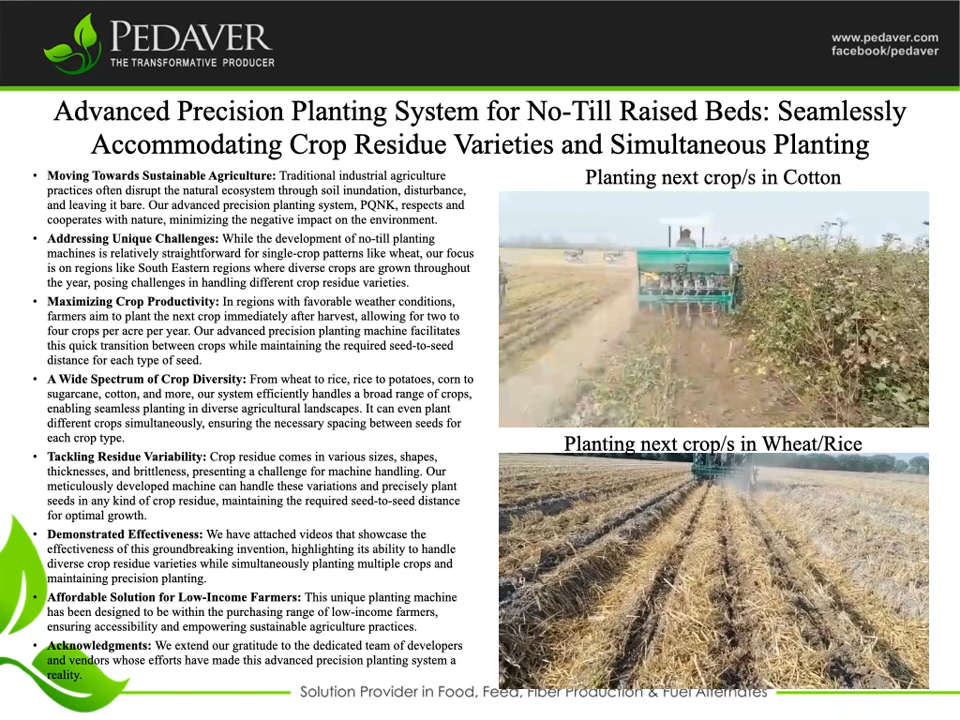 PEDAVER
THE TRANSFORMATIVE PRODUCER
www.pedaver.com
facebook/pedaver
Advanced Precision Planting System for No-Till Raised Beds: Seamlessly
Accommodating Crop Residue Varieties and Simultaneous Planting
• Moving Towards Sustainable Agriculture: Traditional industrial agriculture
practices often disrupt the natural ecosystem through soil inundation, disturbance,
and leaving it bare. Our advanced precision planting system, PQNK, respects and
cooperates with nature, minimizing the negative impact on the environment.
• Addressing Unique Challenges: While the development of no-till planting
machines is relatively straightforward for single-crop patterns like wheat, our focus
is on regions like South Eastern regions where diverse crops are grown throughout
the year, posing challenges in handling different crop residue varieties.
• Maximizing Crop Productivity: In regions with favorable weather conditions,
farmers aim to plant the next crop immediately after harvest, allowing for two to
four crops per acre per year. Our advanced precision planting machine facilitates
this quick transition between crops while maintaining the required seed-to-seed
distance for each type of seed.
• A Wide Spectrum of Crop Diversity: From wheat to rice, rice to potatoes, corn to
sugarcane, cotton, and more, our system efficiently handles a broad range of crops,
enabling seamless planting in diverse agricultural landscapes. It can even plant
different crops simultaneously, ensuring the necessary spacing between seeds for
each crop type.
• Tackling Residue Variability: Crop residue comes in various sizes, shapes,
thicknesses, and brittleness, presenting a challenge for machine handling. Our
meticulously developed machine can handle these variations and precisely plant
seeds in any kind of crop residue, maintaining the required seed-to-seed distance
for optimal growth.
• Demonstrated Effectiveness: We have attached videos that showcase the
effectiveness of this groundbreaking invention, highlighting its ability to handle
diverse crop residue varieties while simultaneously planting multiple crops and
maintaining precision planting.
• Affordable Solution for Low-Income Farmers: This unique planting machine
has been designed to be within the purchasing range of low-income farmers,
ensuring accessibility and empowering sustainable agriculture practices.
• Acknowledgments: We extend our gratitude to the dedicated team of developers
and vendors whose efforts have made this advanced precision planting system a
reality.
Planting next crop/s in Cotton
Planting next crop/s in Wheat/Rice
Solution Provider in Food, Feed, Fiber Production & Fuel Alternates